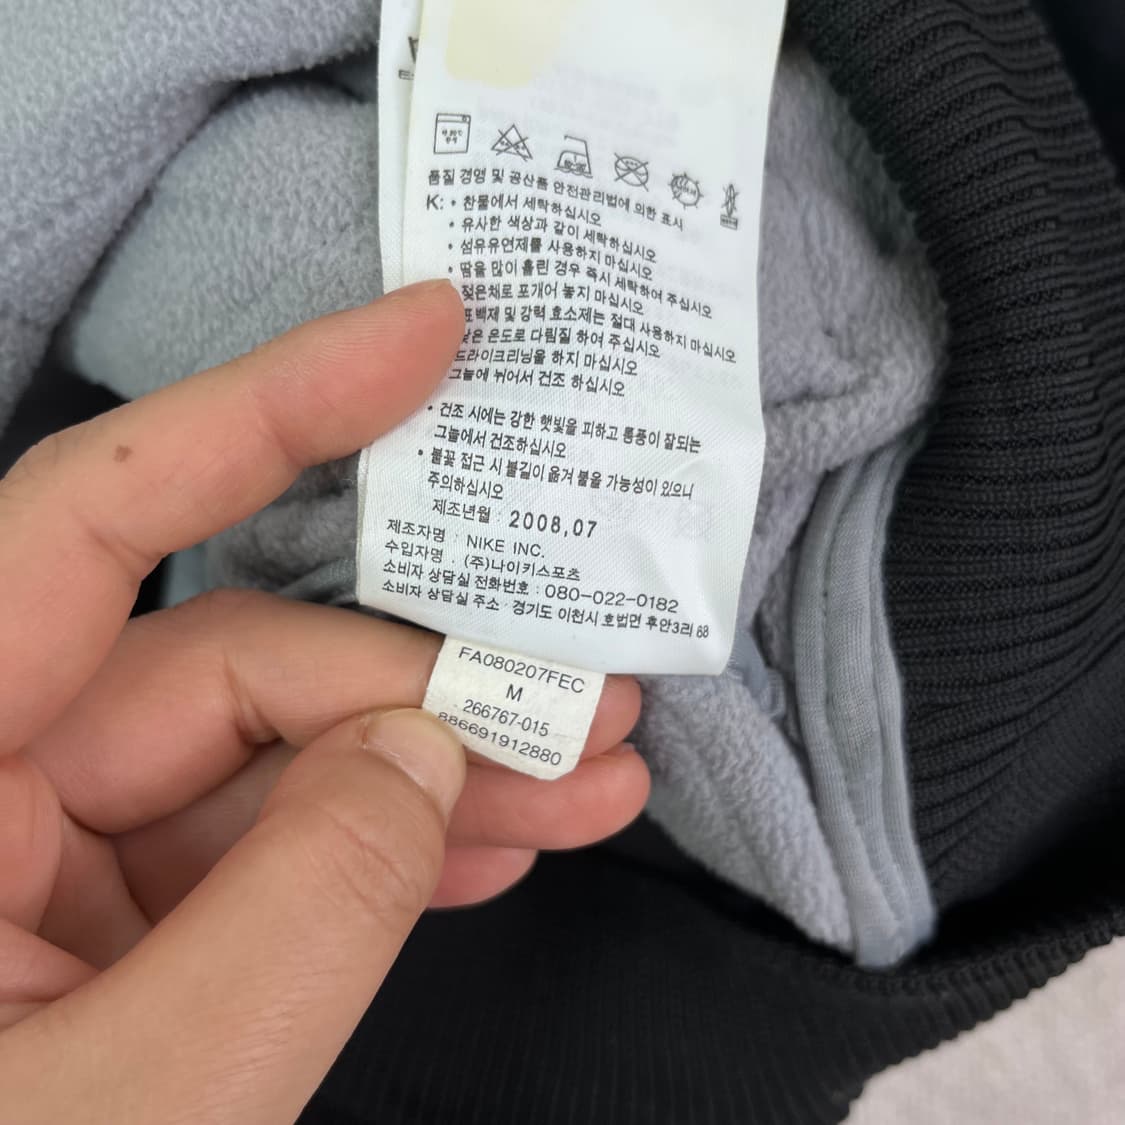 품질 경영 및 공산품 안전관리법에 의한 표시
K: • 찬물에서 세탁하십시오
• 유사한 색상과 같이 세탁하십시오
• 섬유유연제를 사용하지 마십시오
• 땀을 많이 흘린 경우 즉시 세탁하여 주십시오
젖은채로 포개어 놓지 마십시오
표백제 및 강력 효소제는 절대 사용하지 마십시오
낮은 온도로 다림질 하여 주십시오
드라이크리닝을 하지 마십시오
그늘에 뉘어서 건조 하십시오
• 건조 시에는 강한 햇빛을 피하고 통풍이 잘되는
그늘에서 건조하십시오
• 불꽃 접근 시 불길이 옮겨 붙을 가능성이 있으니
주의하십시오
제조년월 : 2008,07
제조자명 : NIKE INC.
수입자명 : (주)나이키스포츠
소비자 상담실 전화번호 : 080-022-0182
소비자 상담실 주소 : 경기도 이천시 호법면 후안3리 68
FA080207FEC
M
266767-015
886691912880